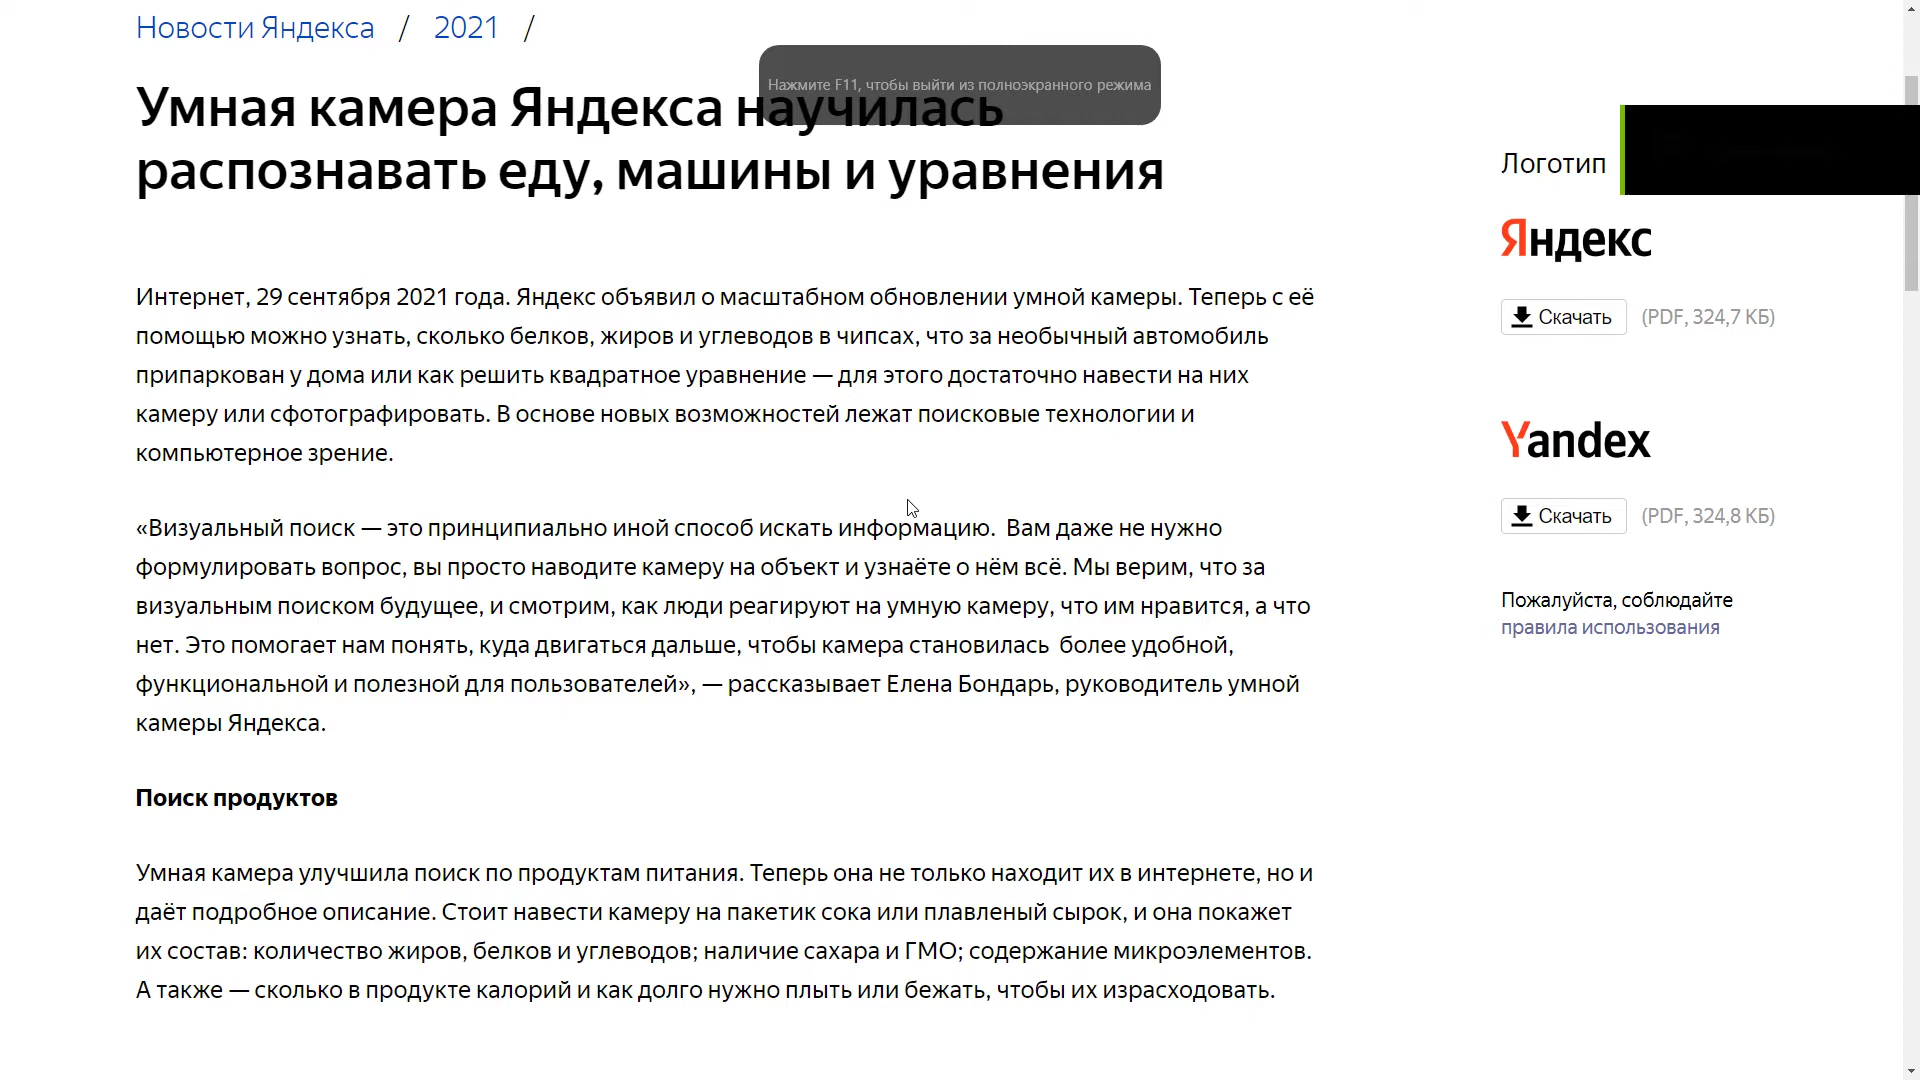 Новости Яндекса / 2021 /
Нажмите F11, чтобы выйти из полноэкранного режима
Умная камера Яндекса научилась
распознавать еду, машины и уравнения
Интернет, 29 сентября 2021 года. Яндекс объявил о масштабном обновлении умной камеры. Теперь с её
помощью можно узнать, сколько белков, жиров и углеводов в чипсах, что за необычный автомобиль
припаркован у дома или как решить квадратное уравнение — для этого достаточно навести на них
камеру или сфотографировать. В основе новых возможностей лежат поисковые технологии и
компьютерное зрение.
«Визуальный поиск — это принципиально иной способ искать информацию. Вам даже не нужно
формулировать вопрос, вы просто наводите камеру на объект и узнаёте о нём всё. Мы верим, что за
визуальным поиском будущее, и смотрим, как люди реагируют на умную камеру, что им нравится, а что
нет. Это помогает нам понять, куда двигаться дальше, чтобы камера становилась более удобной,
функциональной и полезной для пользователей», — рассказывает Елена Бондарь, руководитель умной
камеры Яндекса.
Поиск продуктов
Умная камера улучшила поиск по продуктам питания. Теперь она не только находит их в интернете, но и
даёт подробное описание. Стоит навести камеру на пакетик сока или плавленый сырок, и она покажет
их состав: количество жиров, белков и углеводов; наличие сахара и ГМО; содержание микроэлементов.
А также — сколько в продукте калорий и как долго нужно плыть или бежать, чтобы их израсходовать.
Логотип
Яндекс
Скачать (PDF, 324,7 КБ)
Yandex
Скачать (PDF, 324,8 КБ)
Пожалуйста, соблюдайте
правила использования